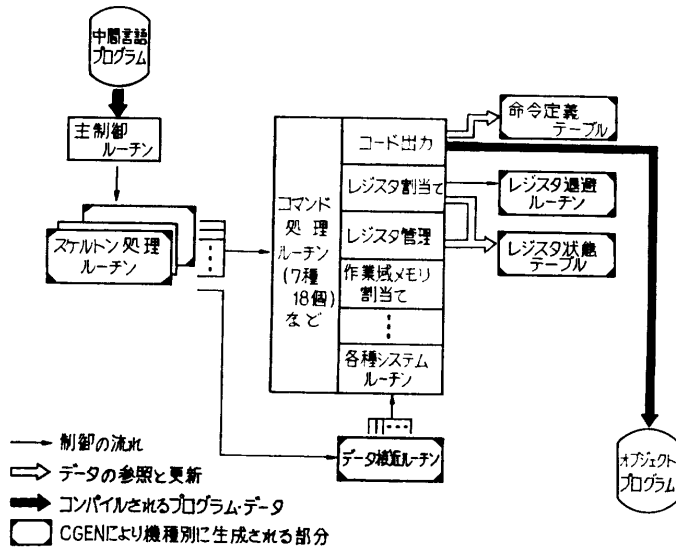 中間言語
プログラム
主制御
ルーチン
スケルトン処理
ルーチン
コマンド
処理
ルーチン
(7種
18個)
など
コード出力
レジスタ割当て
レジスタ管理
作業域メモリ
割当て
各種システム
ルーチン
命令定義
テーブル
レジスタ退避
ルーチン
レジスタ状態
テーブル
データ接近ルーチン
オブジェクト
プログラム
制御の流れ
データの参照と更新
コンパイルされるプログラム・データ
CGENにより機種別に生成される部分